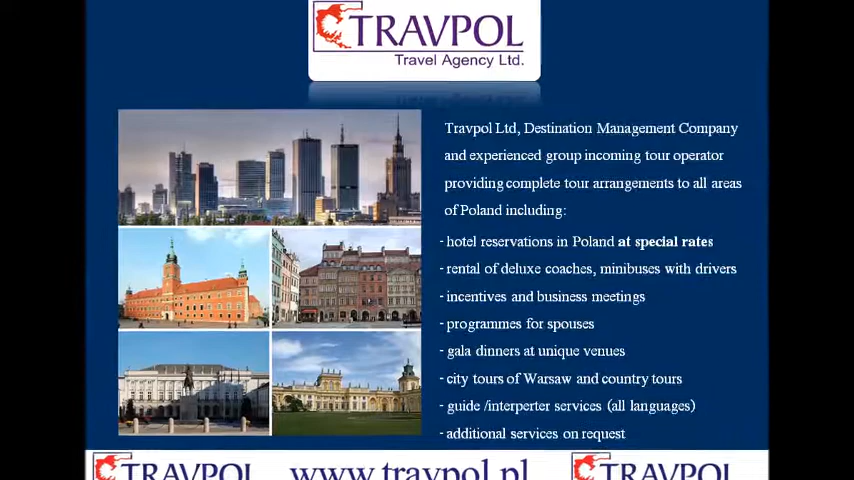 TRAVPOL
Travel Agency Ltd.
Travpol Ltd, Destination Management Company
and experienced group incoming tour operator
providing complete tour arrangements to all areas
of Poland including:
- hotel reservations in Poland at special rates
- rental of deluxe coaches, minibuses with drivers
- incentives and business meetings
- programmes for spouses
- gala dinners at unique venues
- city tours of Warsaw and country tours
- guide /interperter services (all languages)
- additional services on request
TRAVPOL www.travpol.pl TRAVPOL